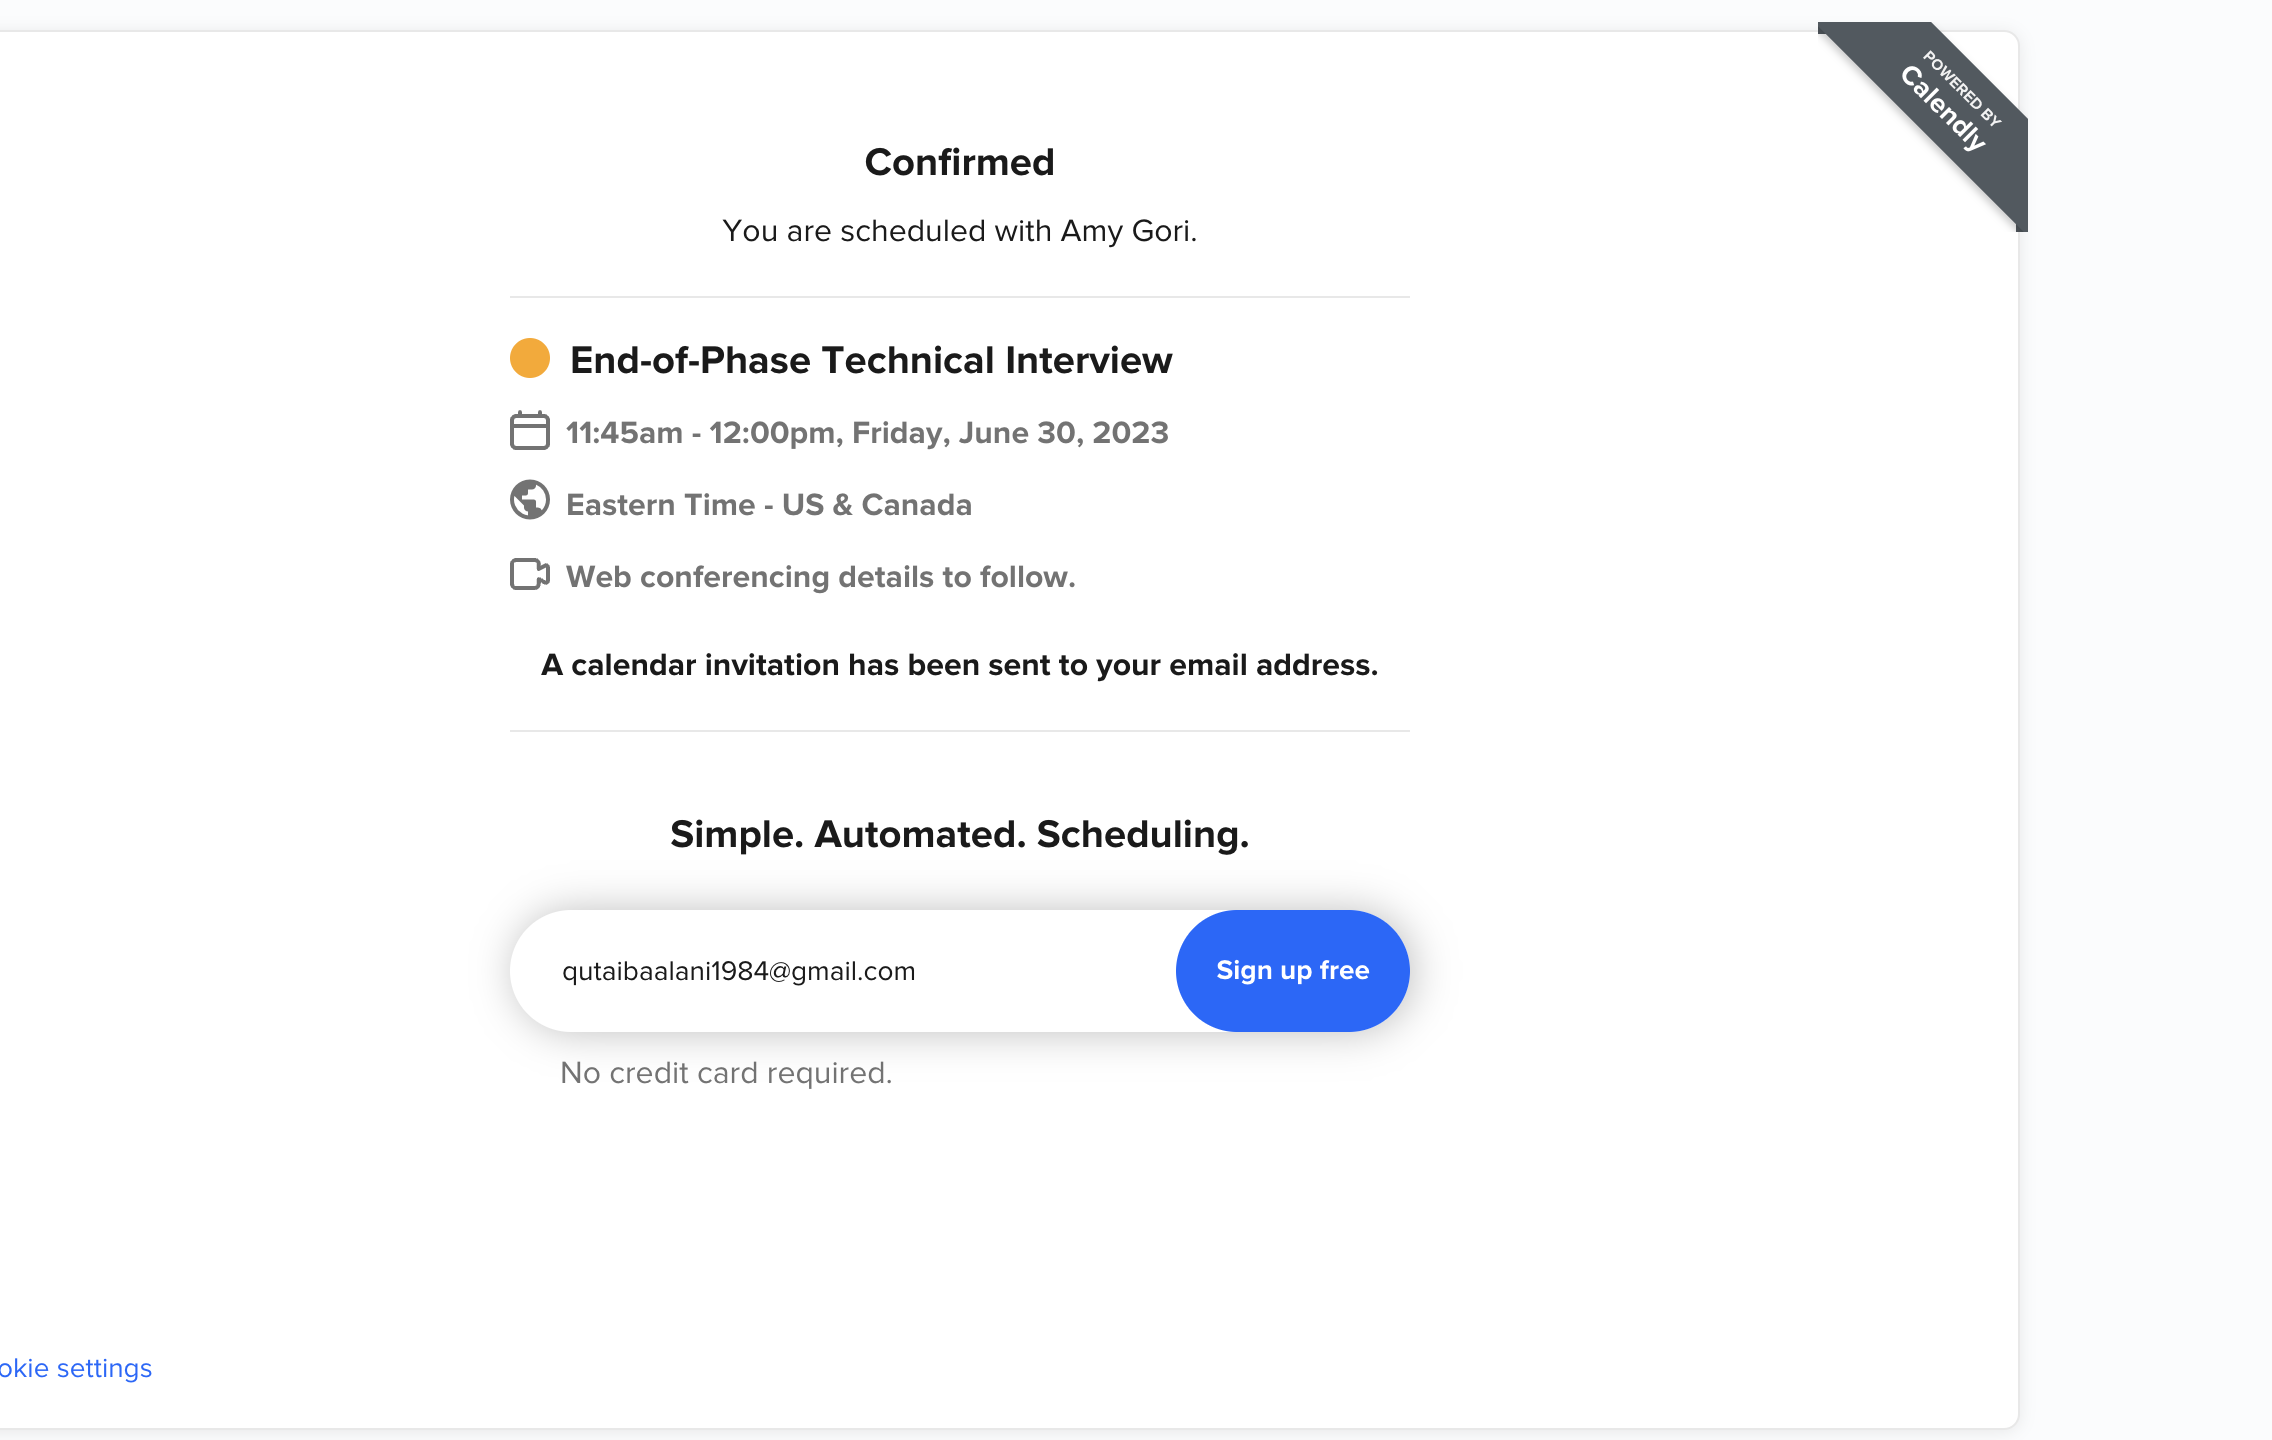 POWERED BY
Calendly
Confirmed
You are scheduled with Amy Gori.
End-of-Phase Technical Interview
11:45am - 12:00pm, Friday, June 30, 2023
Eastern Time - US & Canada
Web conferencing details to follow.
A calendar invitation has been sent to your email address.
Simple. Automated. Scheduling.
qutaibaalani1984@gmail.com
Sign up free
No credit card required.
okie settings